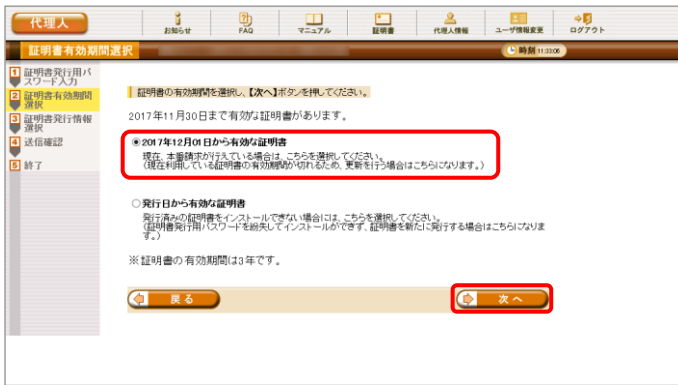 代理人
お知らせ
FAQ
マニュアル
証明書
代理人情報
ユーザ情報変更
ログアウト
証明書有効期間選択
時刻 11:33:06
1 証明書発行用パスワード入力
2 証明書有効期間選択
3 証明書発行情報選択
4 送信確認
5 終了
証明書の有効期間を選択し、【次へ】ボタンを押してください。
2017年11月30日まで有効な証明書があります。
2017年12月01日から有効な証明書
現在、本番請求が行えている場合は、こちらを選択してください。
(現在利用している証明書の有効期間が切れるため、更新を行う場合はこちらになります。)
発行日から有効な証明書
発行済みの証明書をインストールできない場合には、こちらを選択してください。
(証明書発行用パスワードを紛失してインストールができず、証明書を新たに発行する場合はこちらになりま
す。)
※証明書の有効期間は3年です。
戻る
次へ